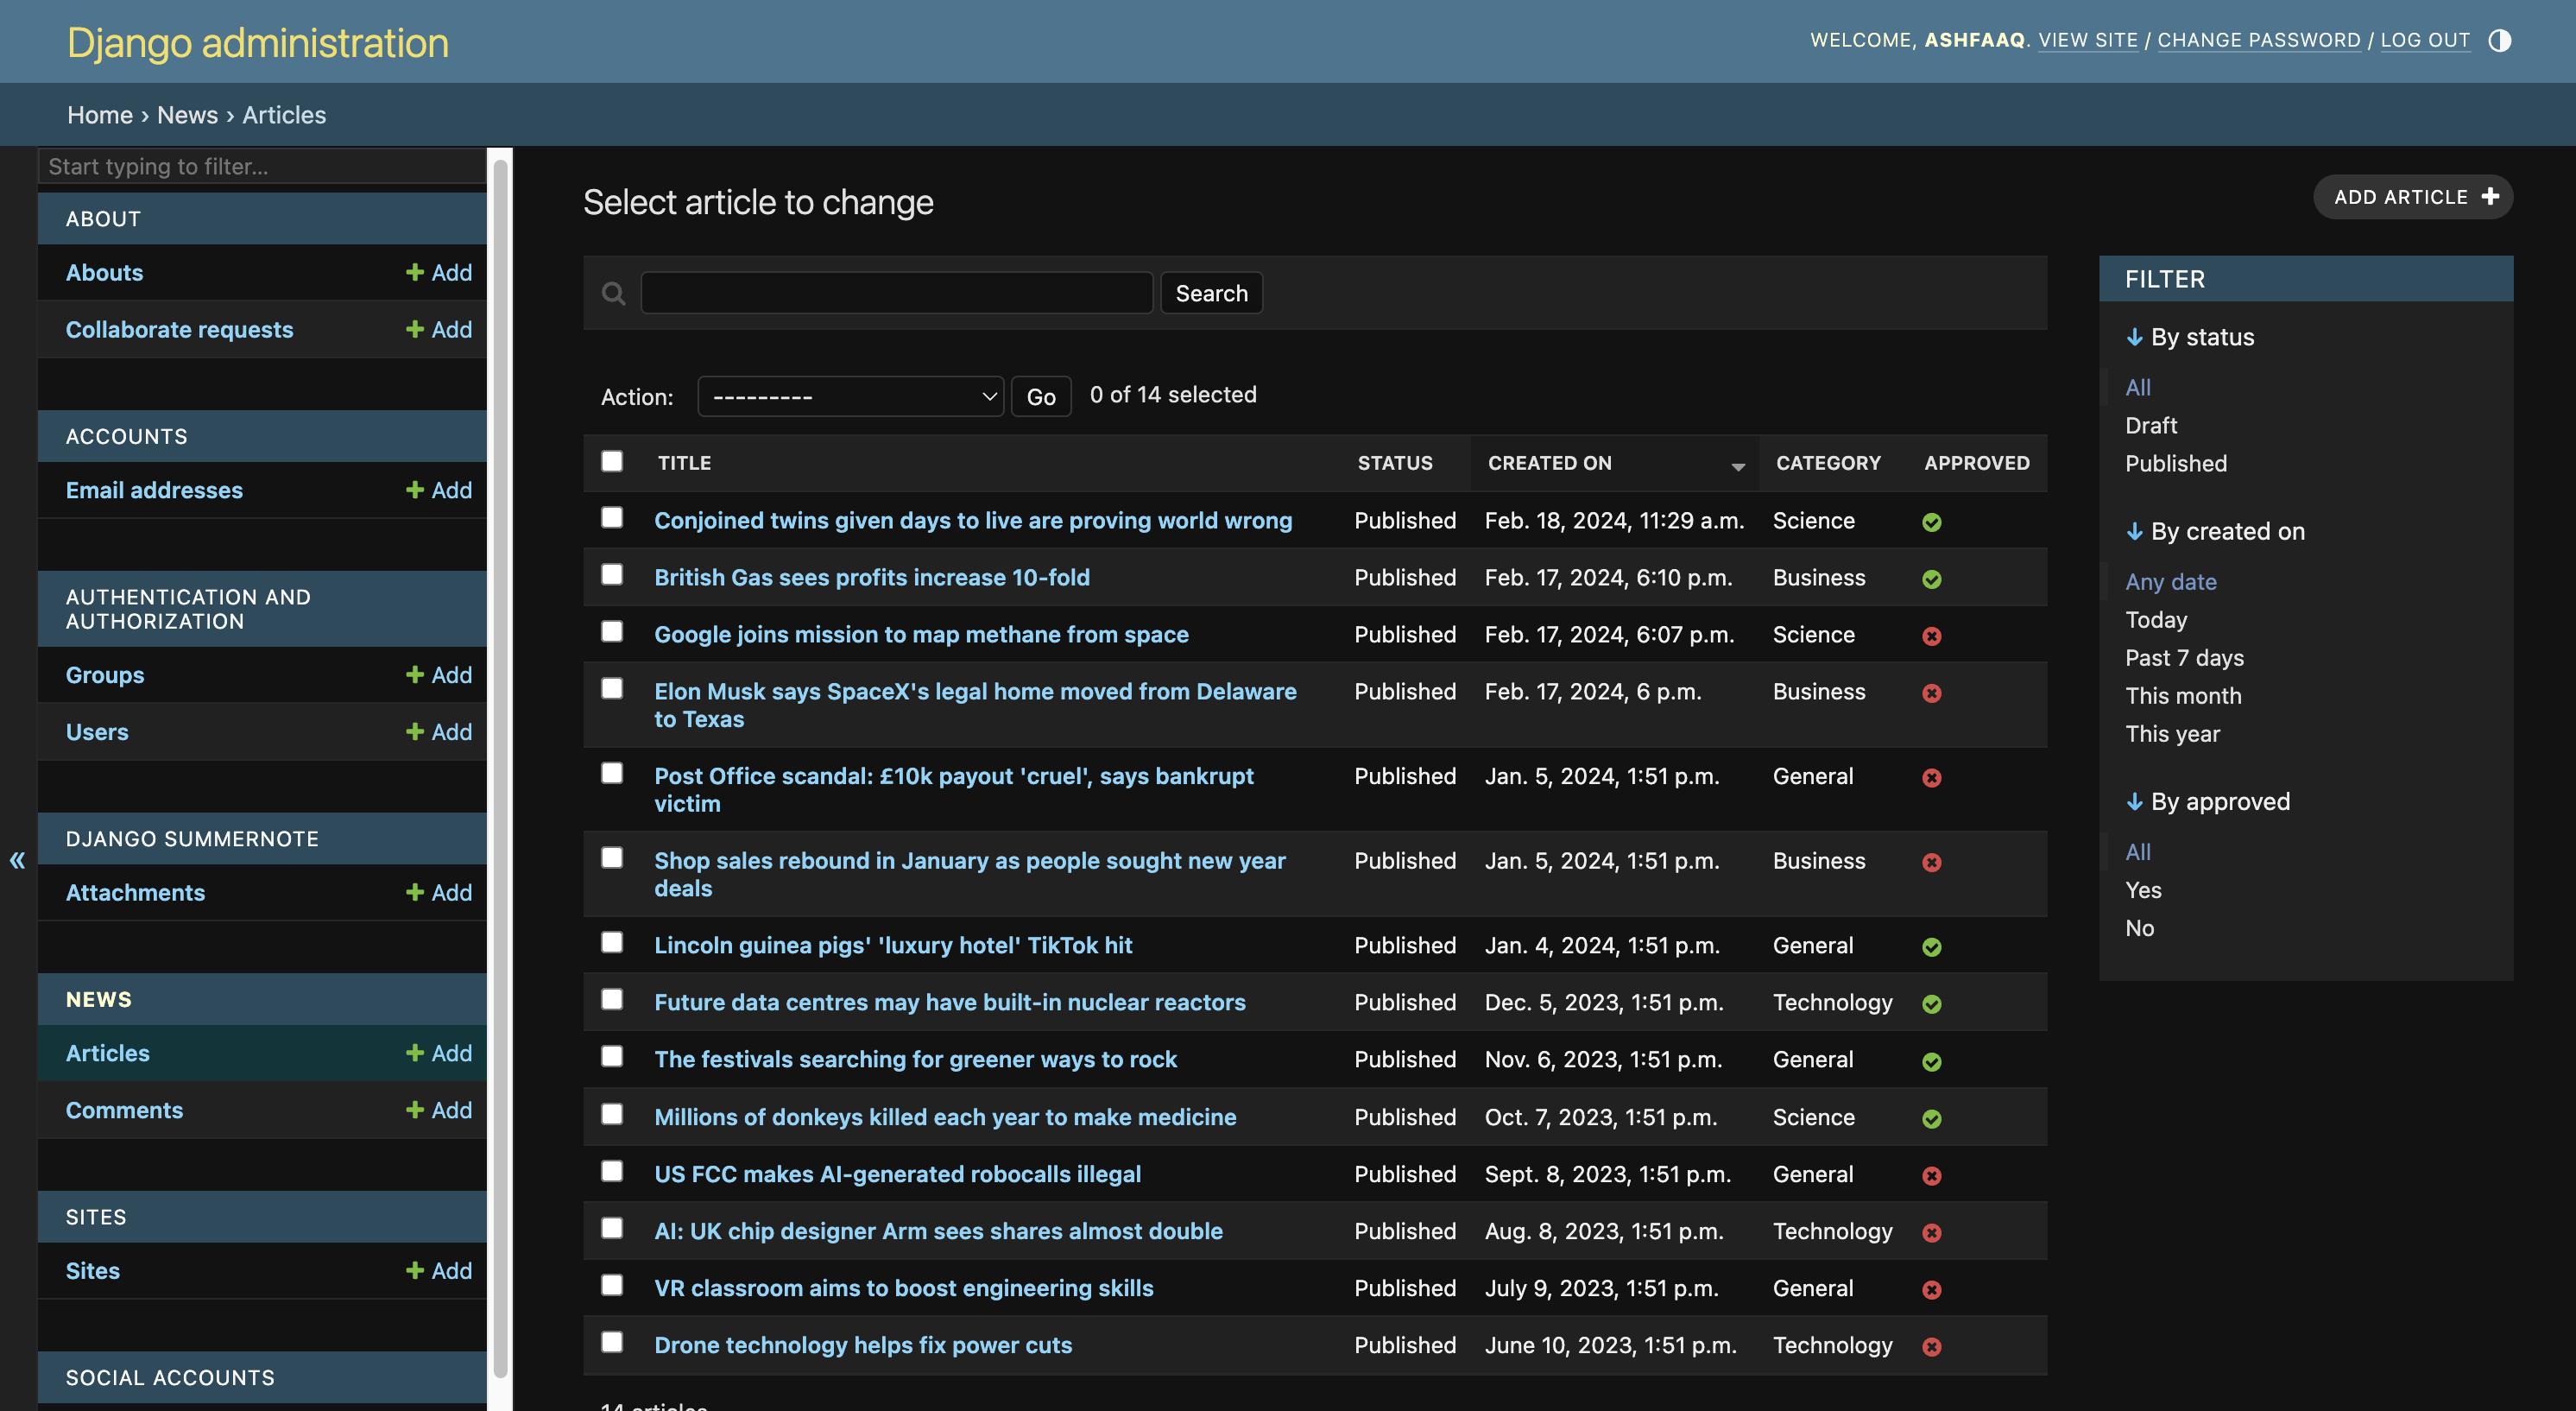 Django administration
WELCOME, ASHFAAQ. VIEW SITE / CHANGE PASSWORD / LOG OUT
Home › News › Articles
Start typing to filter...
ABOUT
Abouts + Add
Collaborate requests + Add
ACCOUNTS
Email addresses + Add
AUTHENTICATION AND
AUTHORIZATION
Groups + Add
Users + Add
DJANGO SUMMERNOTE
Attachments + Add
«
NEWS
Articles + Add
Comments + Add
SITES
Sites + Add
SOCIAL ACCOUNTS
Select article to change
ADD ARTICLE +
Search
Action: --------- Go 0 of 14 selected
TITLE STATUS CREATED ON CATEGORY APPROVED
Conjoined twins given days to live are proving world wrong Published Feb. 18, 2024, 11:29 a.m. Science
British Gas sees profits increase 10-fold Published Feb. 17, 2024, 6:10 p.m. Business
Google joins mission to map methane from space Published Feb. 17, 2024, 6:07 p.m. Science
Elon Musk says SpaceX's legal home moved from Delaware Published Feb. 17, 2024, 6 p.m. Business
to Texas
Post Office scandal: £10k payout 'cruel', says bankrupt Published Jan. 5, 2024, 1:51 p.m. General
victim
Shop sales rebound in January as people sought new year Published Jan. 5, 2024, 1:51 p.m. Business
deals
Lincoln guinea pigs' 'luxury hotel' TikTok hit Published Jan. 4, 2024, 1:51 p.m. General
Future data centres may have built-in nuclear reactors Published Dec. 5, 2023, 1:51 p.m. Technology
The festivals searching for greener ways to rock Published Nov. 6, 2023, 1:51 p.m. General
Millions of donkeys killed each year to make medicine Published Oct. 7, 2023, 1:51 p.m. Science
US FCC makes AI-generated robocalls illegal Published Sept. 8, 2023, 1:51 p.m. General
AI: UK chip designer Arm sees shares almost double Published Aug. 8, 2023, 1:51 p.m. Technology
VR classroom aims to boost engineering skills Published July 9, 2023, 1:51 p.m. General
Drone technology helps fix power cuts Published June 10, 2023, 1:51 p.m. Technology
14 articles
FILTER
↓ By status
All
Draft
Published
↓ By created on
Any date
Today
Past 7 days
This month
This year
↓ By approved
All
Yes
No